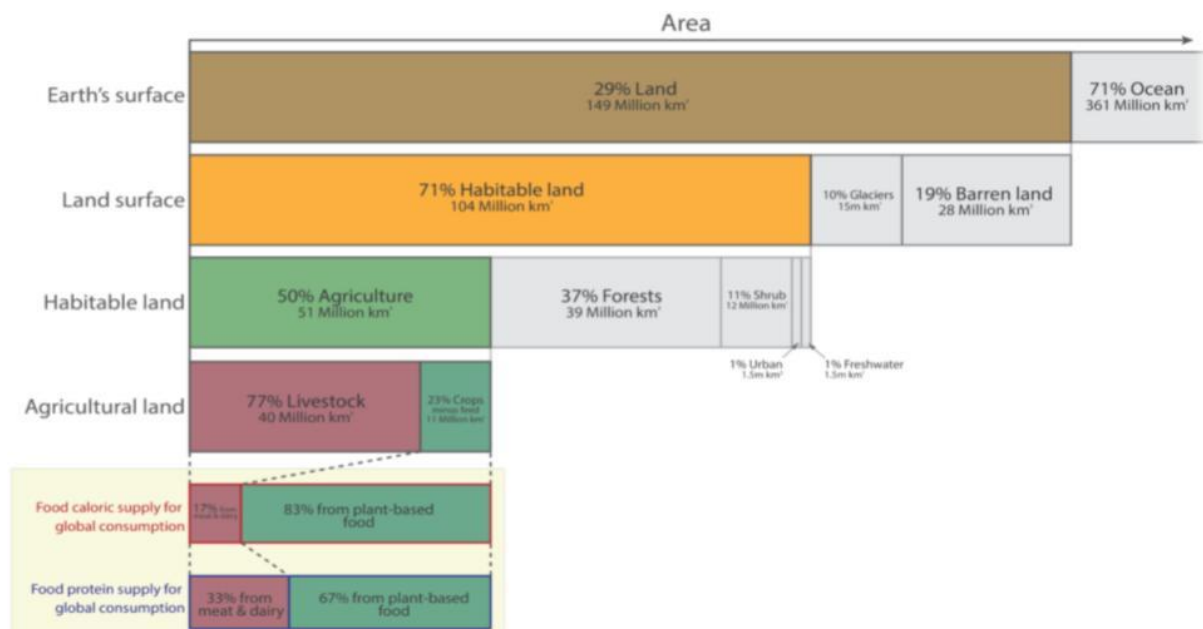 Area
Earth's surface
29% Land
149 Million km²
71% Ocean
361 Million km²
Land surface
71% Habitable land
104 Million km²
10% Glaciers
15m km²
19% Barren land
28 Million km²
Habitable land
50% Agriculture
51 Million km²
37% Forests
39 Million km²
11% Shrub
12 Million km²
1% Urban
1.5m km²
1% Freshwater
1.5m km²
Agricultural land
77% Livestock
40 Million km²
23% Crops
minus feed
11 Million km²
Food caloric supply for
global consumption
17% from
meat & dairy
83% from plant-based
food
Food protein supply for
global consumption
33% from
meat & dairy
67% from plant-based
food